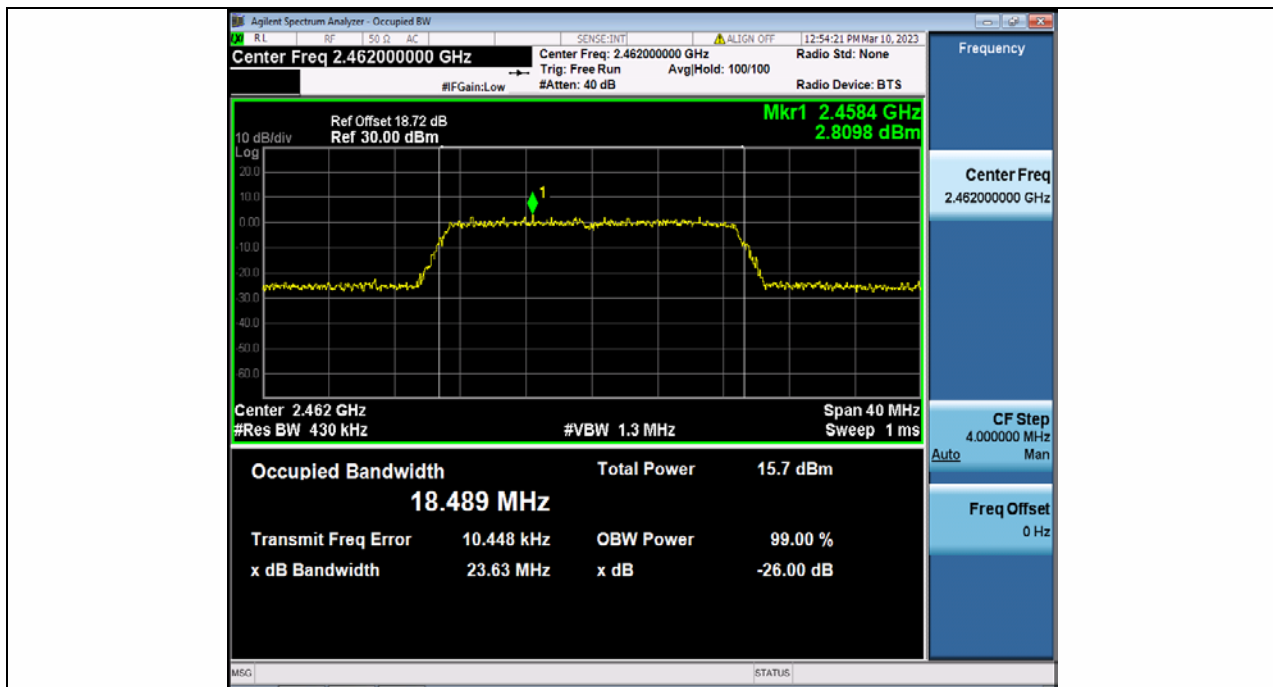 Agilent Spectrum Analyzer - Occupied BW
RL RF 50 Ω AC SENSE:INT ALIGN OFF 12:54:21 PM Mar 10, 2023
Center Freq 2.462000000 GHz
Center Freq: 2.462000000 GHz
Radio Std: None
Trig: Free Run Avg|Hold: 100/100
#IFGain:Low
#Atten: 40 dB
Radio Device: BTS
Mkr1 2.4584 GHz
2.8098 dBm
Ref Offset 18.72 dB
10 dB/div Ref 30.00 dBm
Log
20.0
10.0
0.00
-10.0
-20.0
-30.0
-40.0
-50.0
-60.0
1
Center 2.462 GHz Span 40 MHz
#Res BW 430 kHz #VBW 1.3 MHz Sweep 1 ms
Occupied Bandwidth Total Power 15.7 dBm
18.489 MHz
Transmit Freq Error 10.448 kHz OBW Power 99.00 %
x dB Bandwidth 23.63 MHz x dB -26.00 dB
MSG STATUS
Frequency
Center Freq
2.462000000 GHz
CF Step
4.000000 MHz
Auto Man
Freq Offset
0 Hz